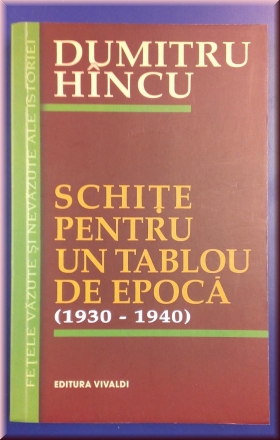 DUMITRU
HÎNCU
FEȚELE VĂZUTE ȘI NEVĂZUTE ALE ISTORIEI
SCHIȚE
PENTRU
UN TABLOU
DE EPOCĂ
(1930 - 1940)
EDITURA VIVALDI